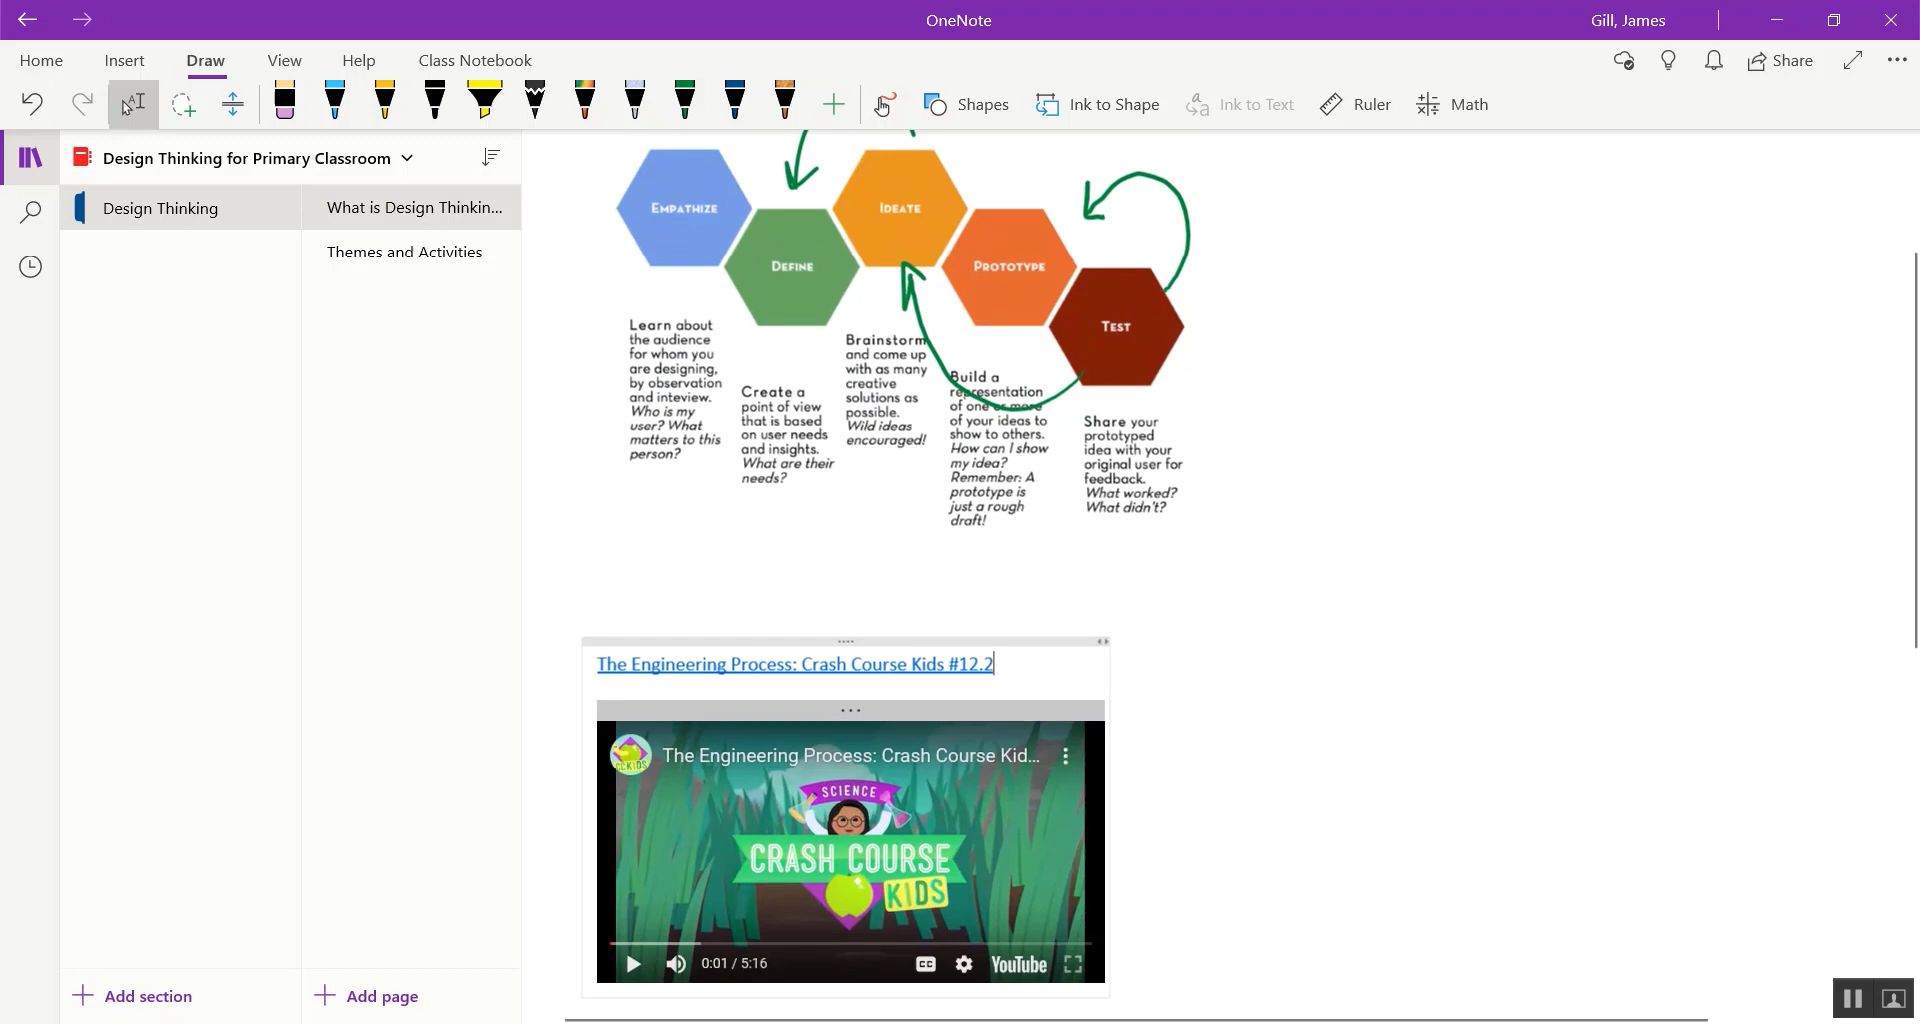 OneNote
Gill, James
Home Insert Draw View Help Class Notebook
Share
Shapes Ink to Shape Ink to Text Ruler Math
Design Thinking for Primary Classroom
Design Thinking
What is Design Thinkin...
Themes and Activities
EMPATHIZE
DEFINE
IDEATE
PROTOTYPE
TEST
Learn about
the audience
for whom you
are designing,
by observation
and inteview.
Who is my
user? What
matters to this
person?
Create a
point of view
that is based
on user needs
and insights.
What are their
needs?
Brainstorm
and come up
with as many
creative
solutions as
possible.
Wild ideas
encouraged!
Build a
representation
of one or more
of your ideas to
show to others.
How can I show
my idea?
Remember: A
prototype is
just a rough
draft!
Share your
prototyped
idea with your
original user for
feedback.
What worked?
What didn't?
The Engineering Process: Crash Course Kids #12.2
CC KIDS
The Engineering Process: Crash Course Kid...
SCIENCE
CRASH COURSE
KIDS
0:01 / 5:16
CC
YouTube
Add section
Add page